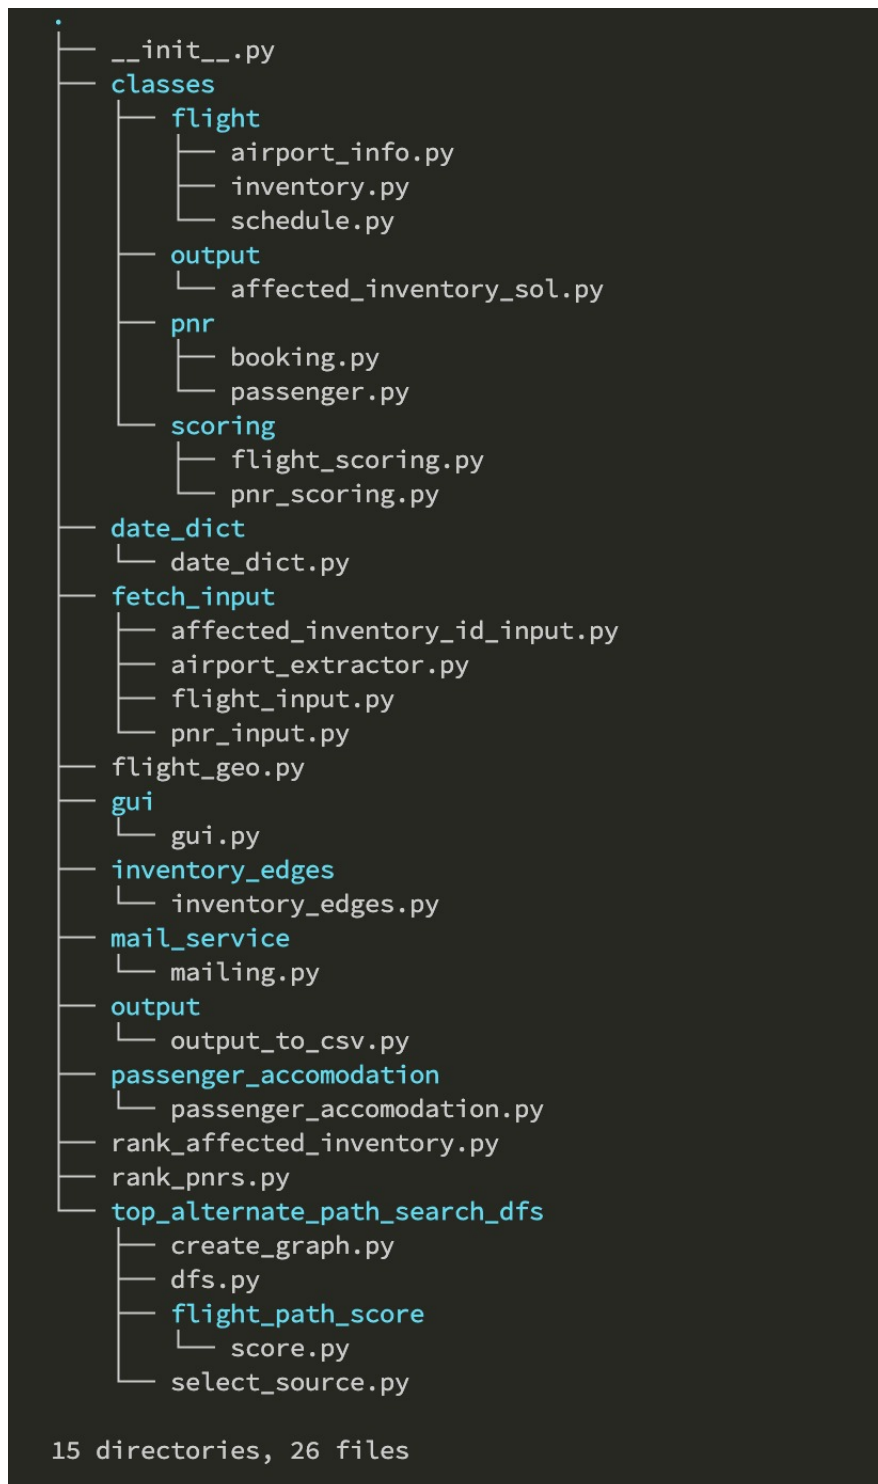 .
├── __init__.py
├── classes
│   ├── flight
│   │   ├── airport_info.py
│   │   ├── inventory.py
│   │   └── schedule.py
│   ├── output
│   │   └── affected_inventory_sol.py
│   ├── pnr
│   │   ├── booking.py
│   │   └── passenger.py
│   └── scoring
│       ├── flight_scoring.py
│       └── pnr_scoring.py
├── date_dict
│   └── date_dict.py
├── fetch_input
│   ├── affected_inventory_id_input.py
│   ├── airport_extractor.py
│   ├── flight_input.py
│   └── pnr_input.py
├── flight_geo.py
├── gui
│   └── gui.py
├── inventory_edges
│   └── inventory_edges.py
├── mail_service
│   └── mailing.py
├── output
│   └── output_to_csv.py
├── passenger_accomodation
│   └── passenger_accomodation.py
├── rank_affected_inventory.py
├── rank_pnrs.py
└── top_alternate_path_search_dfs
    ├── create_graph.py
    ├── dfs.py
    ├── flight_path_score
    │   └── score.py
    └── select_source.py

15 directories, 26 files